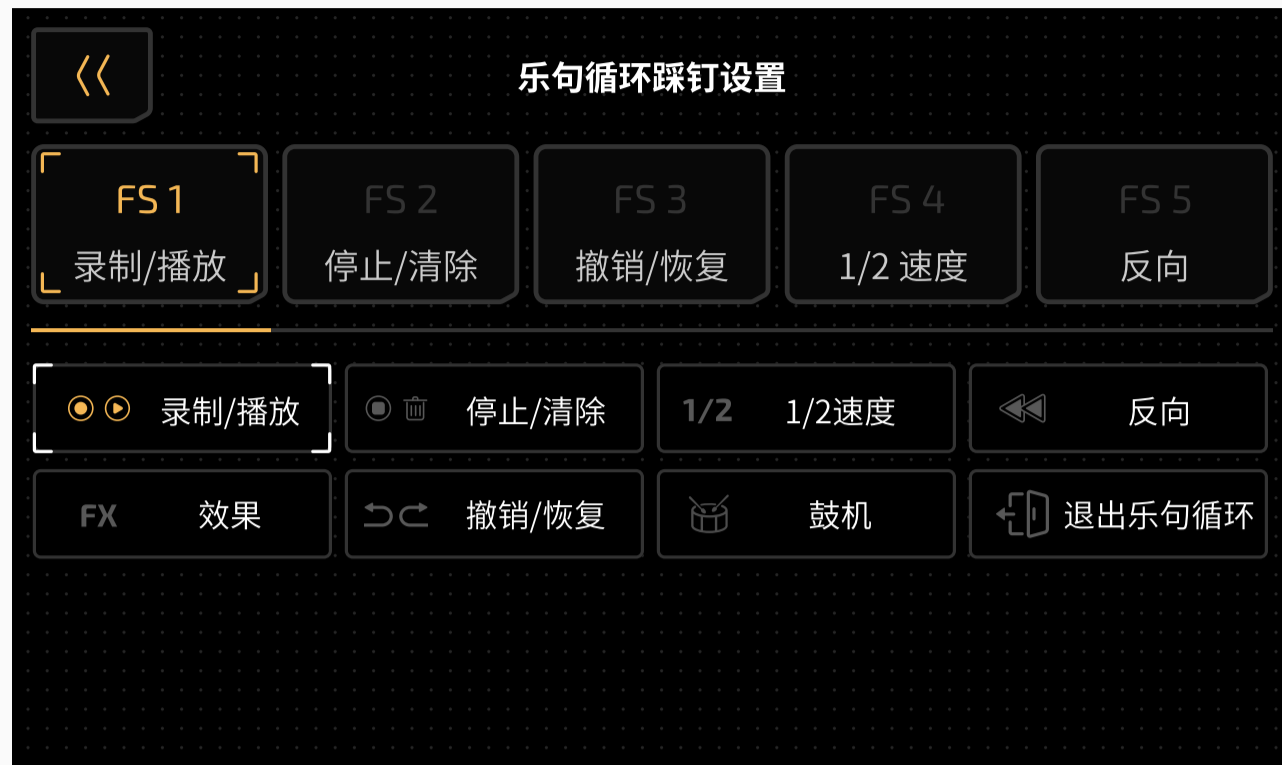 乐句循环踩钉设置
FS 1
录制/播放
FS 2
停止/清除
FS 3
撤销/恢复
FS 4
1/2 速度
FS 5
反向
录制/播放
停止/清除
1/2 1/2速度
反向
FX 效果
撤销/恢复
鼓机
退出乐句循环